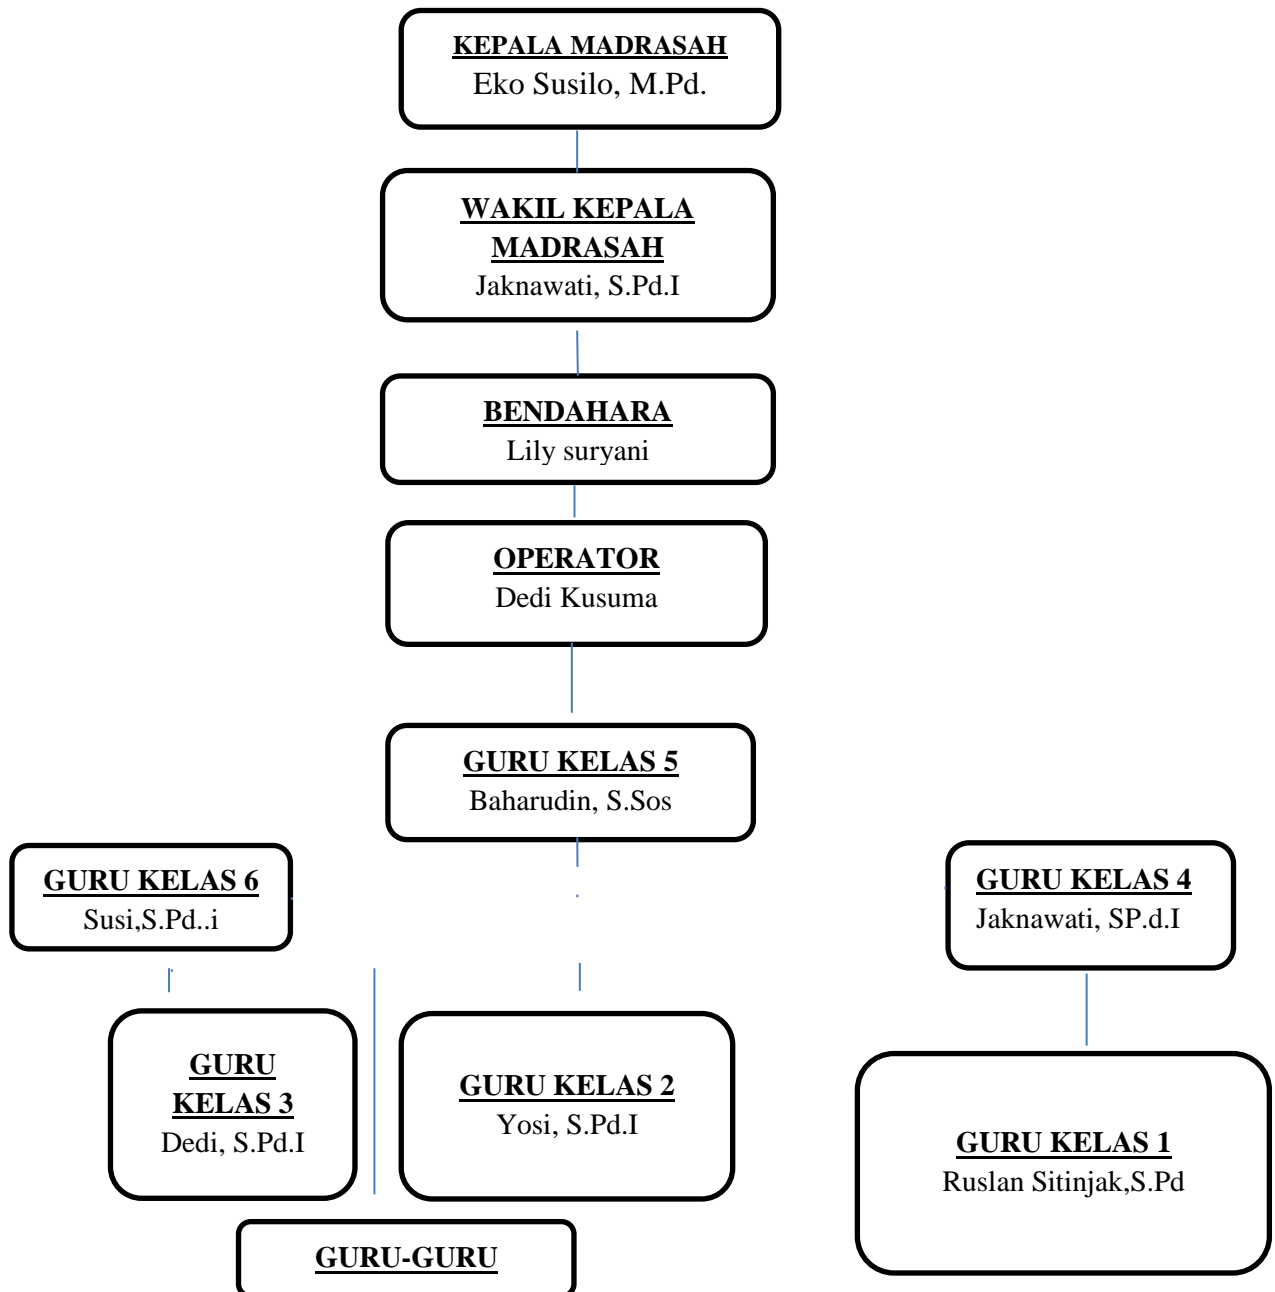 KEPALA MADRASAH
Eko Susilo, M.Pd.
WAKIL KEPALA
MADRASAH
Jaknawati, S.Pd.I
BENDAHARA
Lily suryani
OPERATOR
Dedi Kusuma
GURU KELAS 5
Baharudin, S.Sos
GURU KELAS 6
Susi,S.Pd..i
GURU KELAS 4
Jaknawati, SP.d.I
GURU
KELAS 3
Dedi, S.Pd.I
GURU KELAS 2
Yosi, S.Pd.I
GURU KELAS 1
Ruslan Sitinjak,S.Pd
GURU-GURU